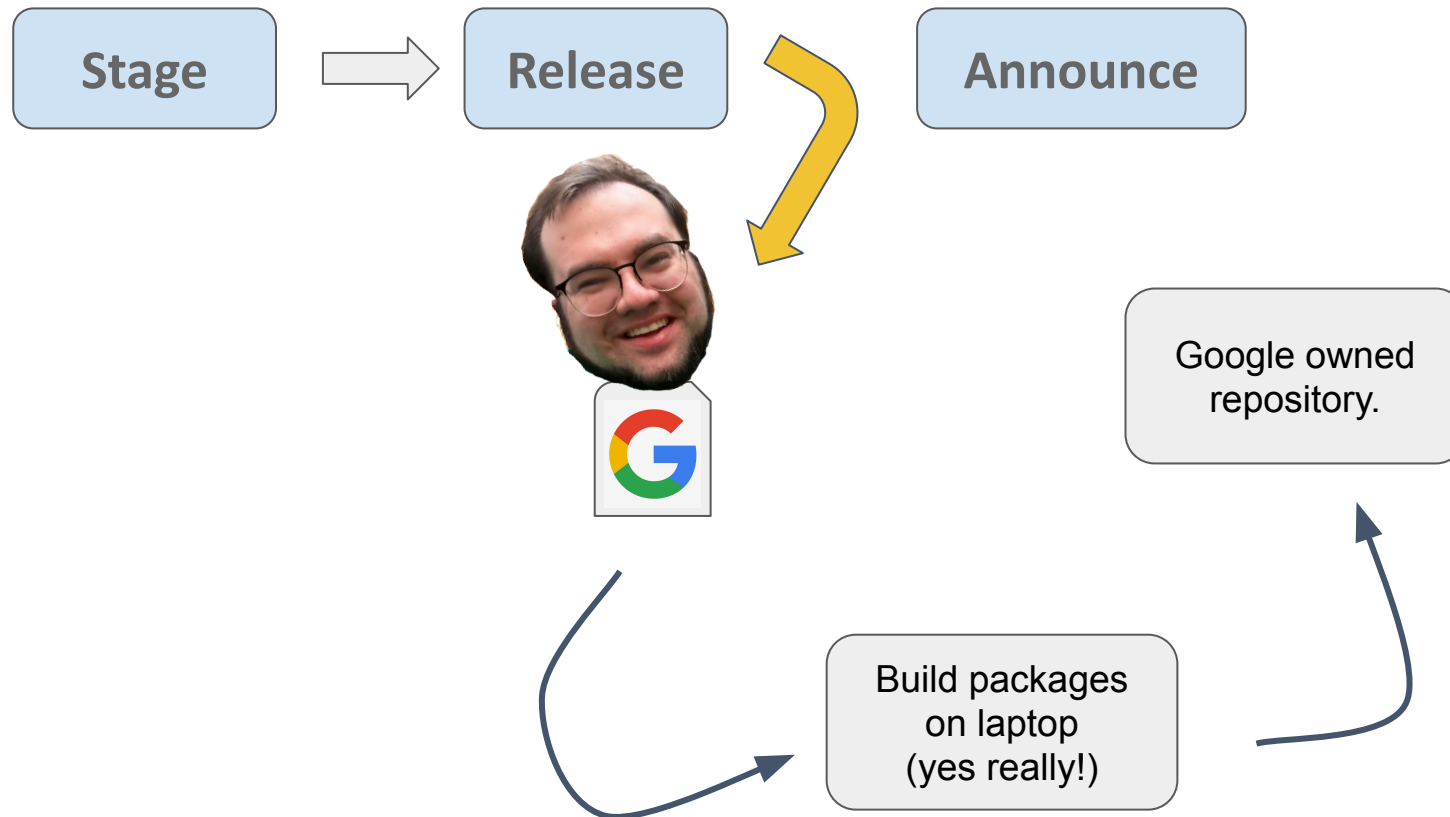 Stage
Release
Announce
Google owned
repository.
Build packages
on laptop
(yes really!)